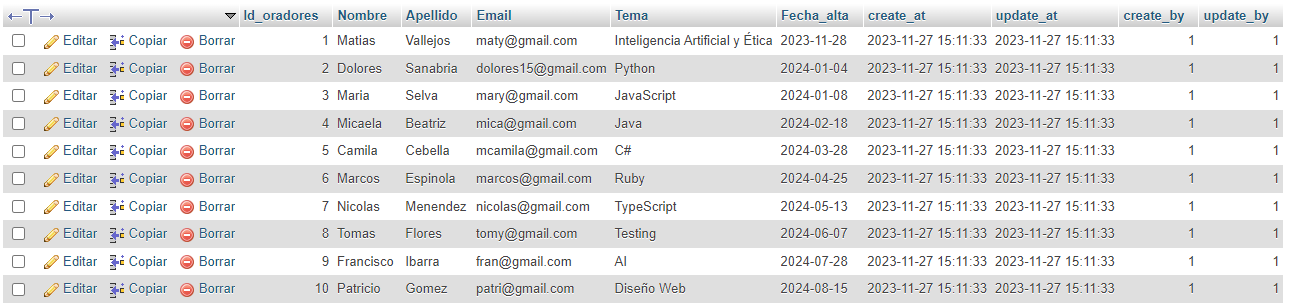 Id_oradores Nombre Apellido Email Tema Fecha_alta create_at update_at create_by update_by
Editar Copiar Borrar 1 Matias Vallejos maty@gmail.com Inteligencia Artificial y Ética 2023-11-28 2023-11-27 15:11:33 2023-11-27 15:11:33 1 1
Editar Copiar Borrar 2 Dolores Sanabria dolores15@gmail.com Python 2024-01-04 2023-11-27 15:11:33 2023-11-27 15:11:33 1 1
Editar Copiar Borrar 3 Maria Selva mary@gmail.com JavaScript 2024-01-08 2023-11-27 15:11:33 2023-11-27 15:11:33 1 1
Editar Copiar Borrar 4 Micaela Beatriz mica@gmail.com Java 2024-02-18 2023-11-27 15:11:33 2023-11-27 15:11:33 1 1
Editar Copiar Borrar 5 Camila Cebella mcamila@gmail.com C# 2024-03-28 2023-11-27 15:11:33 2023-11-27 15:11:33 1 1
Editar Copiar Borrar 6 Marcos Espinola marcos@gmail.com Ruby 2024-04-25 2023-11-27 15:11:33 2023-11-27 15:11:33 1 1
Editar Copiar Borrar 7 Nicolas Menendez nicolas@gmail.com TypeScript 2024-05-13 2023-11-27 15:11:33 2023-11-27 15:11:33 1 1
Editar Copiar Borrar 8 Tomas Flores tomy@gmail.com Testing 2024-06-07 2023-11-27 15:11:33 2023-11-27 15:11:33 1 1
Editar Copiar Borrar 9 Francisco Ibarra fran@gmail.com AI 2024-07-28 2023-11-27 15:11:33 2023-11-27 15:11:33 1 1
Editar Copiar Borrar 10 Patricio Gomez patri@gmail.com Diseño Web 2024-08-15 2023-11-27 15:11:33 2023-11-27 15:11:33 1 1